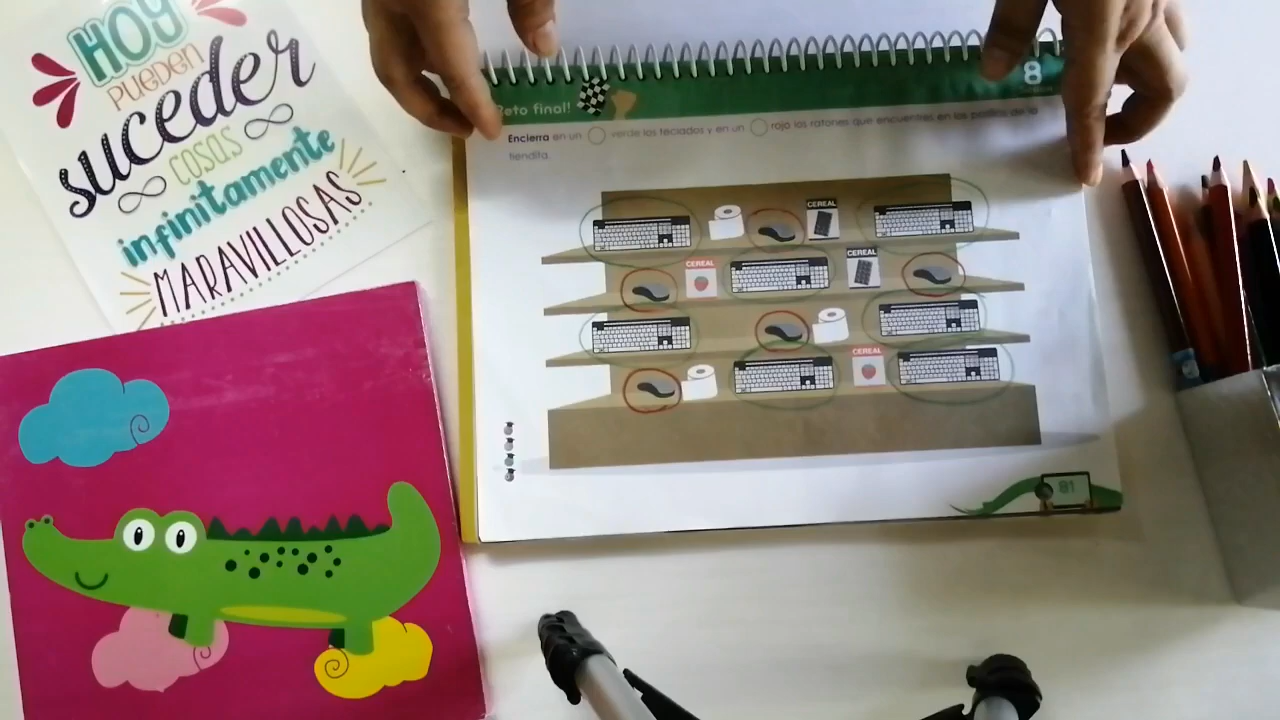 HOY
PUEDEN
suceder
COSAS
infinitamente
MARAVILLOSAS
Reto final!
8
Encierra en un verde los teclados y en un rojo los ratones que encuentres en los pasillos de la
tiendita.
CEREAL
CEREAL
CEREAL
CEREAL
81